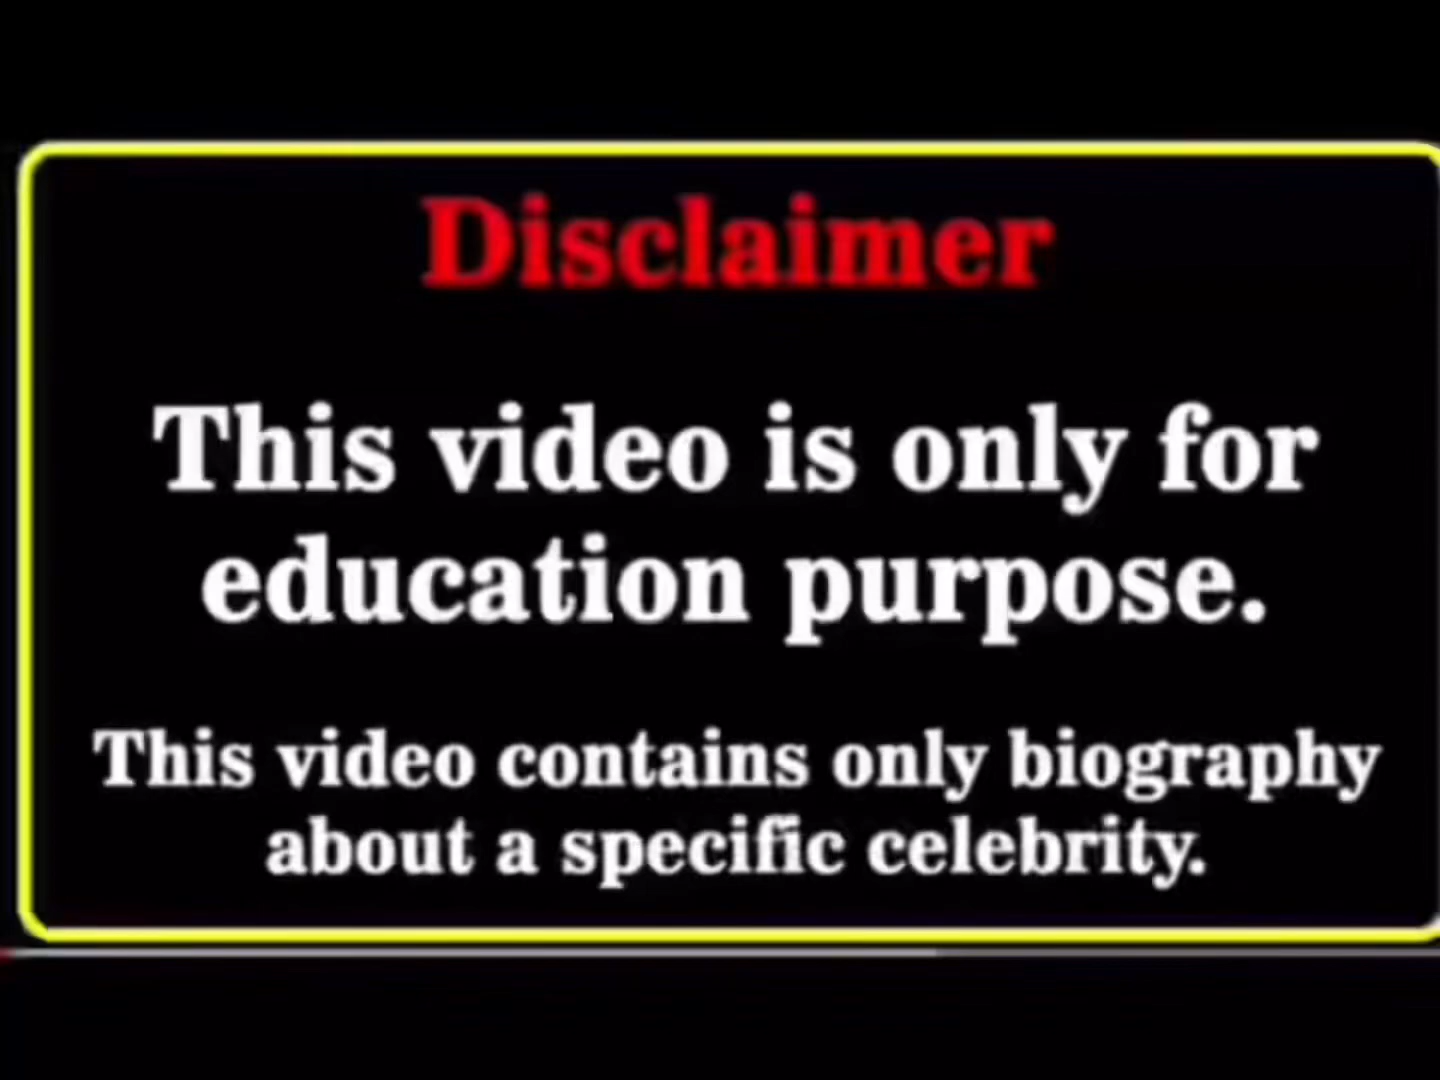 Disclaimer
This video is only for
education purpose.
This video contains only biography
about a specific celebrity.